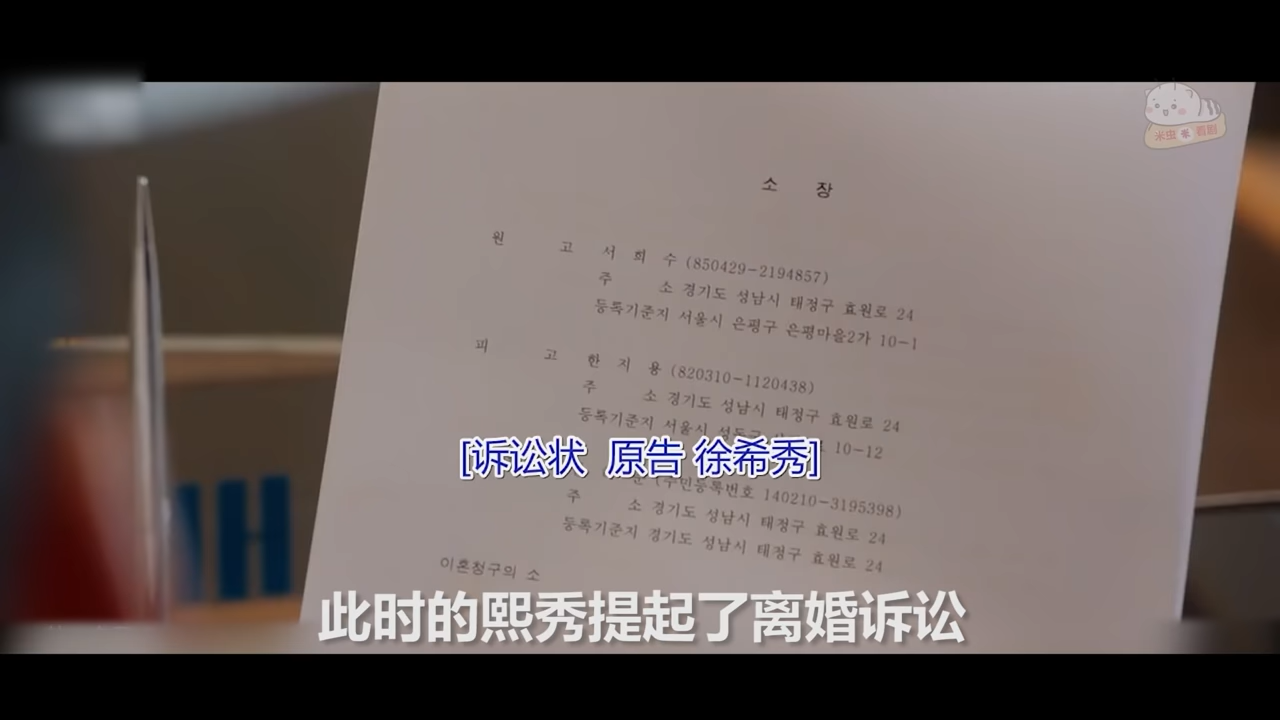 米虫 看剧
소 장
원 고 서 희 수 (850429-2194857)
주 소 경기도 성남시 태정구 효원로 24
등록기준지 서울시 은평구 은평마을2가 10-1
피 고 한 지 용 (820310-1120438)
주 소 경기도 성남시 태정구 효원로 24
등록기준지 서울시 성동구 10-12
[诉讼状 原告 徐希秀]
(주민등록번호 140210-3195398)
주 소 경기도 성남시 태정구 효원로 24
등록기준지 경기도 성남시 태정구 효원로 24
이혼청구의 소
此时的熙秀提起了离婚诉讼